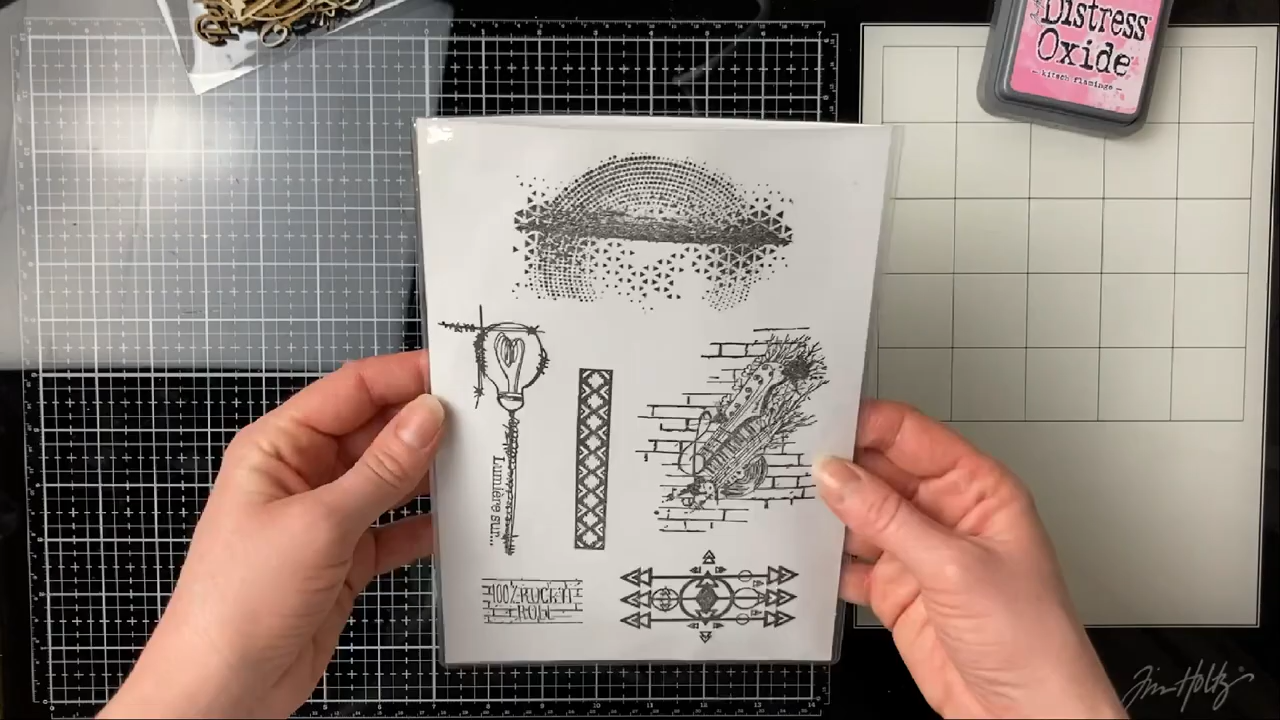 Distress
Oxide
kitsch flamingo
Lumière sur...
100% ROCK N
ROLL
Tim Holtz